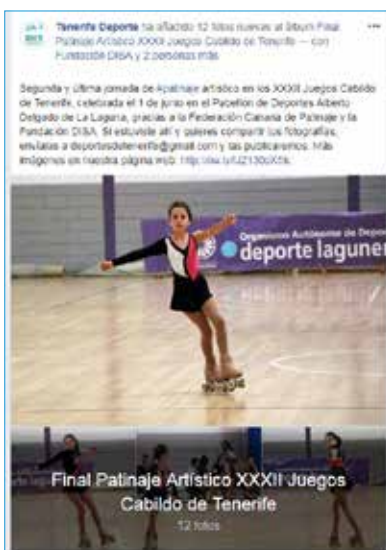 Tenerife Deporte ha añadido 12 fotos nuevas al álbum Final
Patinaje Artístico XXXII Juegos Cabildo de Tenerife — con
Fundación DISA y 2 personas más.
Segunda y última jornada de #patinaje artístico en los XXXII Juegos Cabildo
de Tenerife, celebrada el 1 de junio en el Pabellón de Deportes Alberto
Delgado de La Laguna, gracias a la Federación Canaria de Patinaje y la
Fundación DISA. Si estuviste allí y quieres compartir tus fotografías,
envíalas a deportesdetenerife@gmail.com y las publicaremos. Más
imágenes en nuestra página web:
Organismo Autónomo de Depor
deporte laguner
Final Patinaje Artístico XXXII Juegos
Cabildo de Tenerife
12 fotos